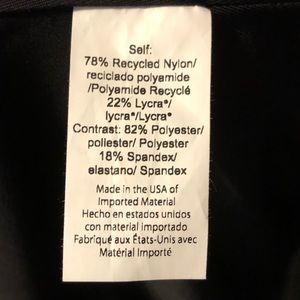 Self:
78% Recycled Nylon/
reciclado polyamide
/Polyamide Recyclé
22% Lycra®/
lycra®/Lycra®
Contrast: 82% Polyester/
poliester/ Polyester
18% Spandex/
elastano/ Spandex
Made in the USA of
Imported Material
Hecho en estados unidos
con material importado
Fabriqué aux États-Unis avec
Matérial Importé